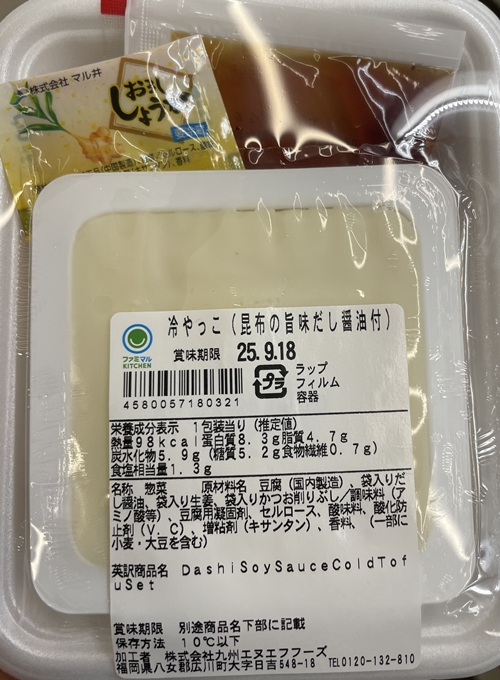 株式会社 マル井
おろし
しょうが
冷やっこ(昆布の旨味だし醤油付)
ファミマル
KITCHEN
賞味期限 25.9.18
プラ
ラップ
フィルム
容器
4580057180321
栄養成分表示 1包装当り(推定値)
熱量98kcal蛋白質8.3g脂質4.7g
炭水化物5.9g(糖質5.2g食物繊維0.7g)
食塩相当量1.3g
名称 惣菜 原材料名 豆腐(国内製造)、袋入りだ
し醤油、袋入り生姜、袋入りかつお削りぶし/調味料(ア
ミノ酸等)、豆腐用凝固剤、セルロース、酸味料、酸化防
止剤(V.C)、増粘剤(キサンタン)、香料、(一部に
小麦・大豆を含む)
英訳商品名 DashiSoySauceColdTof
uSet
賞味期限 別途商品名下部に記載
保存方法 10℃以下
加工者 株式会社九州エヌエフフーズ
福岡県八女郡広川町大字日吉548-18 TEL0120-132-810